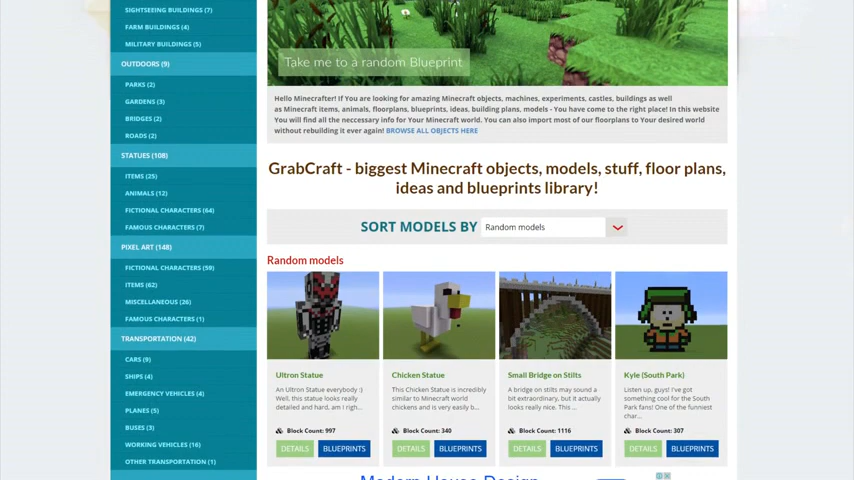 SIGHTSEEING BUILDINGS (7)
FARM BUILDINGS (4)
MILITARY BUILDINGS (5)
OUTDOORS (9)
PARKS (2)
GARDENS (3)
BRIDGES (2)
ROADS (2)
STATUES (108)
ITEMS (25)
ANIMALS (12)
FICTIONAL CHARACTERS (64)
FAMOUS CHARACTERS (7)
PIXEL ART (148)
FICTIONAL CHARACTERS (59)
ITEMS (62)
MISCELLANEOUS (26)
FAMOUS CHARACTERS (1)
TRANSPORTATION (42)
CARS (9)
SHIPS (4)
EMERGENCY VEHICLES (4)
PLANES (5)
BUSES (3)
WORKING VEHICLES (16)
OTHER TRANSPORTATION (1)
Take me to a random Blueprint
Hello Minecrafter! If You are looking for amazing Minecraft objects, machines, experiments, castles, buildings as well
as Minecraft items, animals, floorplans, blueprints, ideas, building plans, models - You have come to the right place! In this website
You will find all the neccessary info for Your Minecraft world. You can also import most of our floorplans to Your desired world
without rebuilding it ever again! BROWSE ALL OBJECTS HERE
GrabCraft - biggest Minecraft objects, models, stuff, floor plans,
ideas and blueprints library!
SORT MODELS BY Random models
Random models
Ultron Statue
An Ultron Statue everybody :)
Well, this statue looks really
detailed and hard, am I righ...
Block Count: 997
DETAILS BLUEPRINTS
Chicken Statue
This Chicken Statue is incredibly
similar to Minecraft world
chickens and is very easily b...
Block Count: 340
DETAILS BLUEPRINTS
Small Bridge on Stilts
A bridge on stilts may sound a
bit extraordinary, but it actually
looks really nice. This ...
Block Count: 1116
DETAILS BLUEPRINTS
Kyle (South Park)
Listen up, guys! I've got
something cool for the South
Park fans! One of the funniest
char...
Block Count: 307
DETAILS BLUEPRINTS
Modern House Design